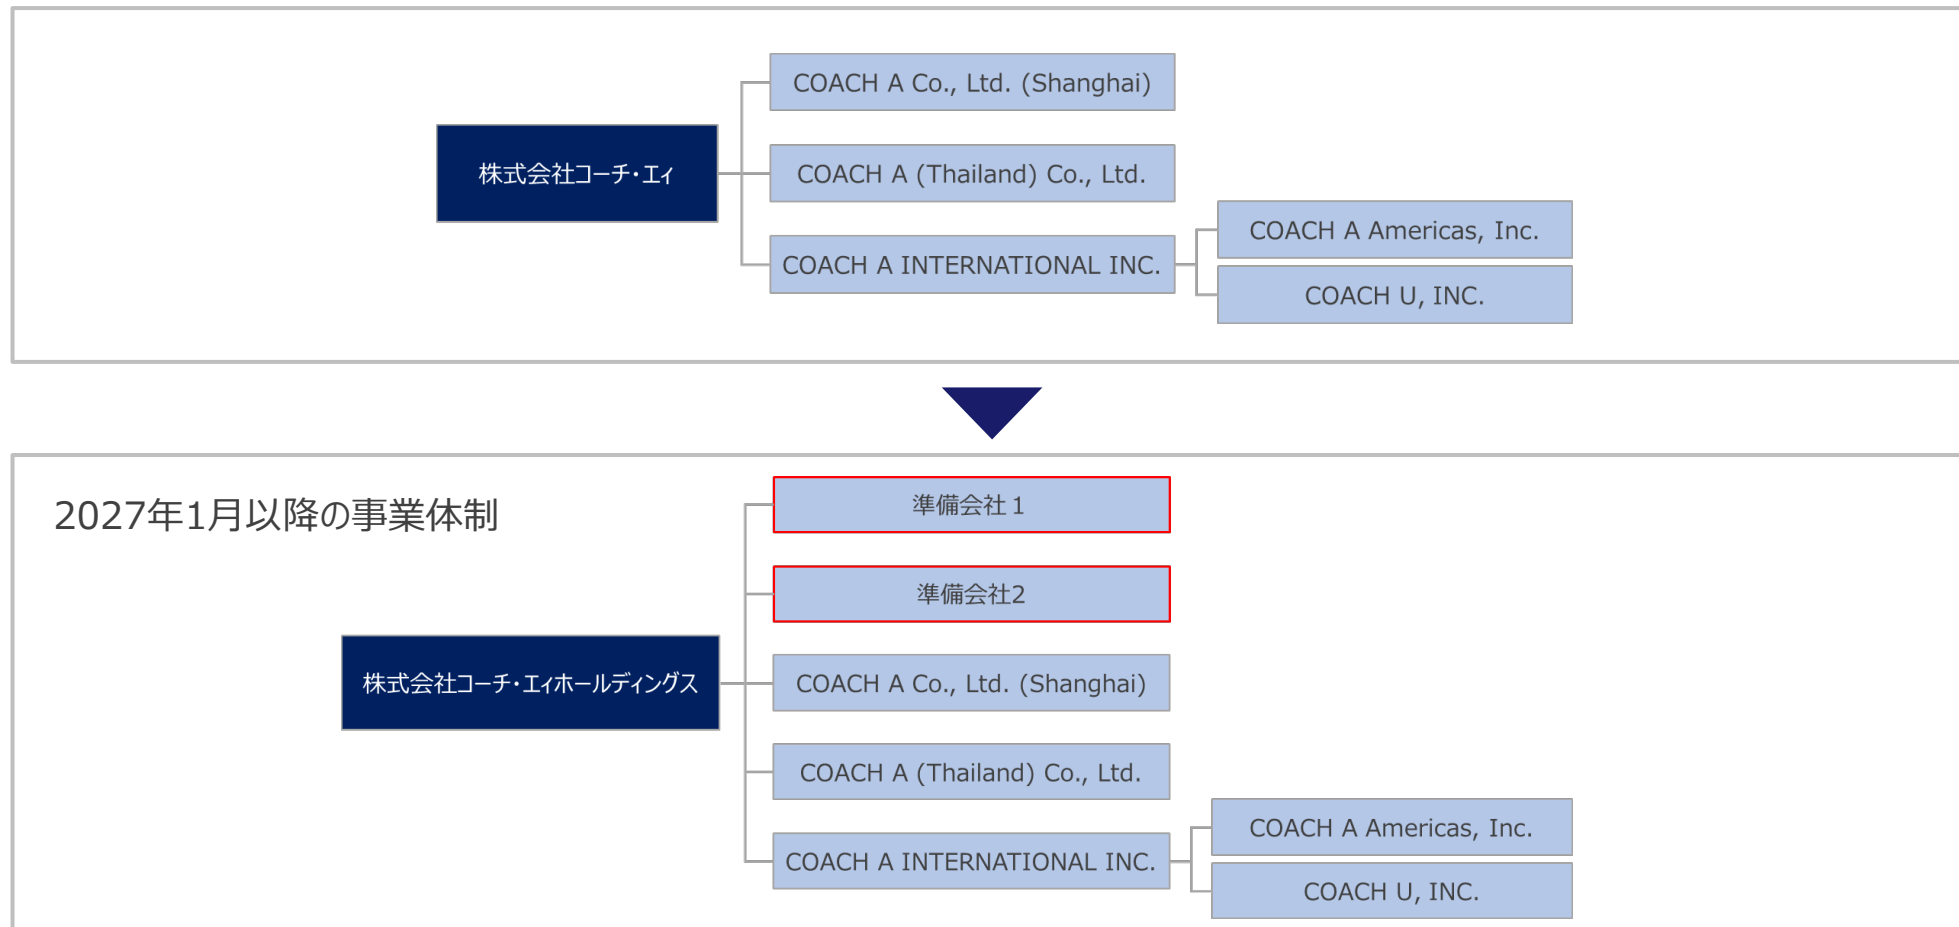 COACH A Co., Ltd. (Shanghai)
株式会社コーチ・エィ
COACH A (Thailand) Co., Ltd.
COACH A Americas, Inc.
COACH A INTERNATIONAL INC.
COACH U, INC.
2027年1月以降の事業体制
準備会社1
準備会社2
株式会社コーチ・エィホールディングス
COACH A Co., Ltd. (Shanghai)
COACH A (Thailand) Co., Ltd.
COACH A Americas, Inc.
COACH A INTERNATIONAL INC.
COACH U, INC.